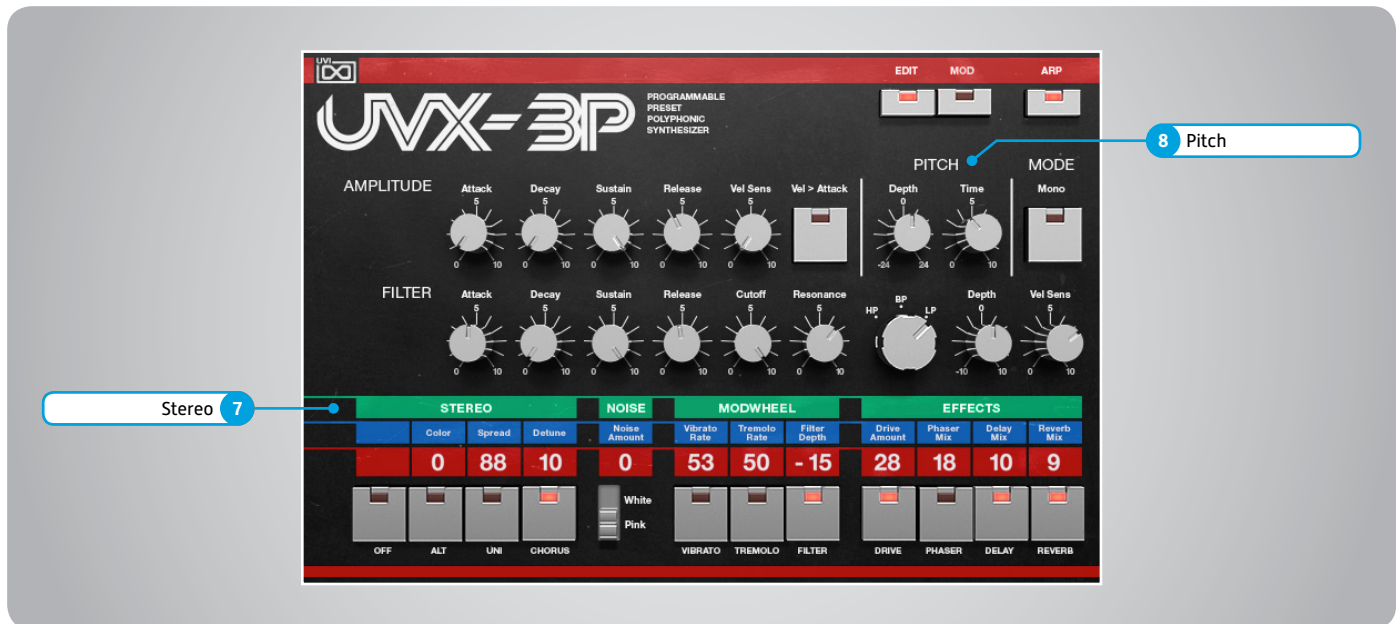 UVI
EDIT MOD ARP
UVX-3P
PROGRAMMABLE
PRESET
POLYPHONIC
SYNTHESIZER
8 Pitch
PITCH MODE
AMPLITUDE Attack Decay Sustain Release Vel Sens Vel > Attack Depth Time Mono
5 5 5 5 5 0 5
0 10 0 10 0 10 0 10 0 10 -24 24 0 10
FILTER Attack Decay Sustain Release Cutoff Resonance HP BP LP Depth Vel Sens
5 5 5 5 5 5 0 5
0 10 0 10 0 10 0 10 0 10 0 10 -10 10 0 10
Stereo 7
STEREO NOISE MODWHEEL EFFECTS
Color Spread Detune Noise Amount Vibrato Rate Tremolo Rate Filter Depth Drive Amount Phaser Mix Delay Mix Reverb Mix
0 88 10 0 53 50 - 15 28 18 10 9
White
Pink
OFF ALT UNI CHORUS VIBRATO TREMOLO FILTER DRIVE PHASER DELAY REVERB